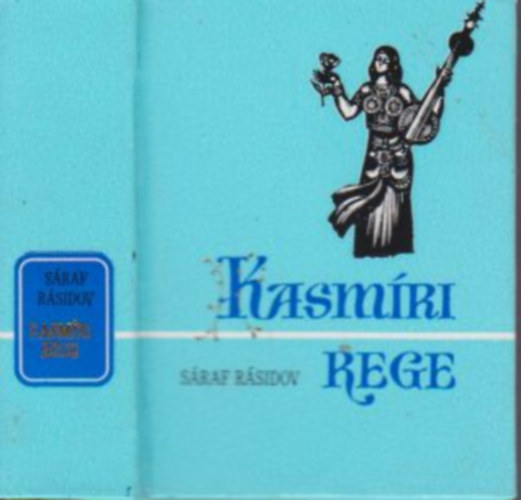 SÁRAF
RÁSIDOV
KASMÍRI
REGE
KASMÍRI
SÁRAF RÁSIDOV REGE